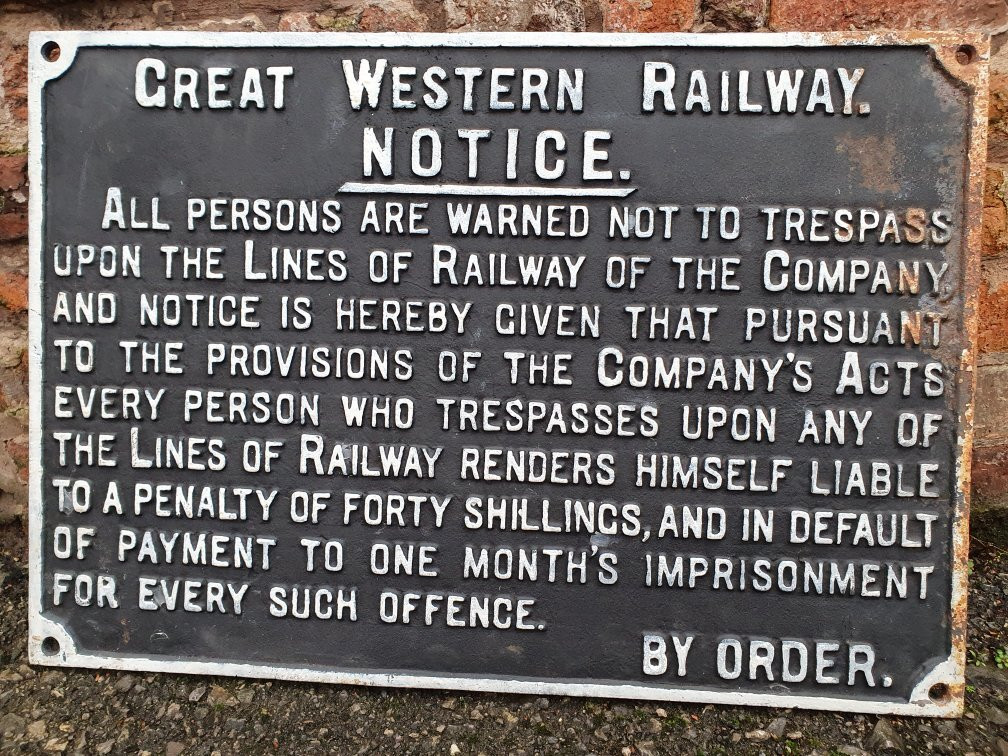 GREAT WESTERN RAILWAY.
NOTICE.
ALL PERSONS ARE WARNED NOT TO TRESPASS
UPON THE LINES OF RAILWAY OF THE COMPANY,
AND NOTICE IS HEREBY GIVEN THAT PURSUANT
TO THE PROVISIONS OF THE COMPANY'S ACTS
EVERY PERSON WHO TRESPASSES UPON ANY OF
THE LINES OF RAILWAY RENDERS HIMSELF LIABLE
TO A PENALTY OF FORTY SHILLINGS, AND IN DEFAULT
OF PAYMENT TO ONE MONTH'S IMPRISONMENT
FOR EVERY SUCH OFFENCE.
BY ORDER.